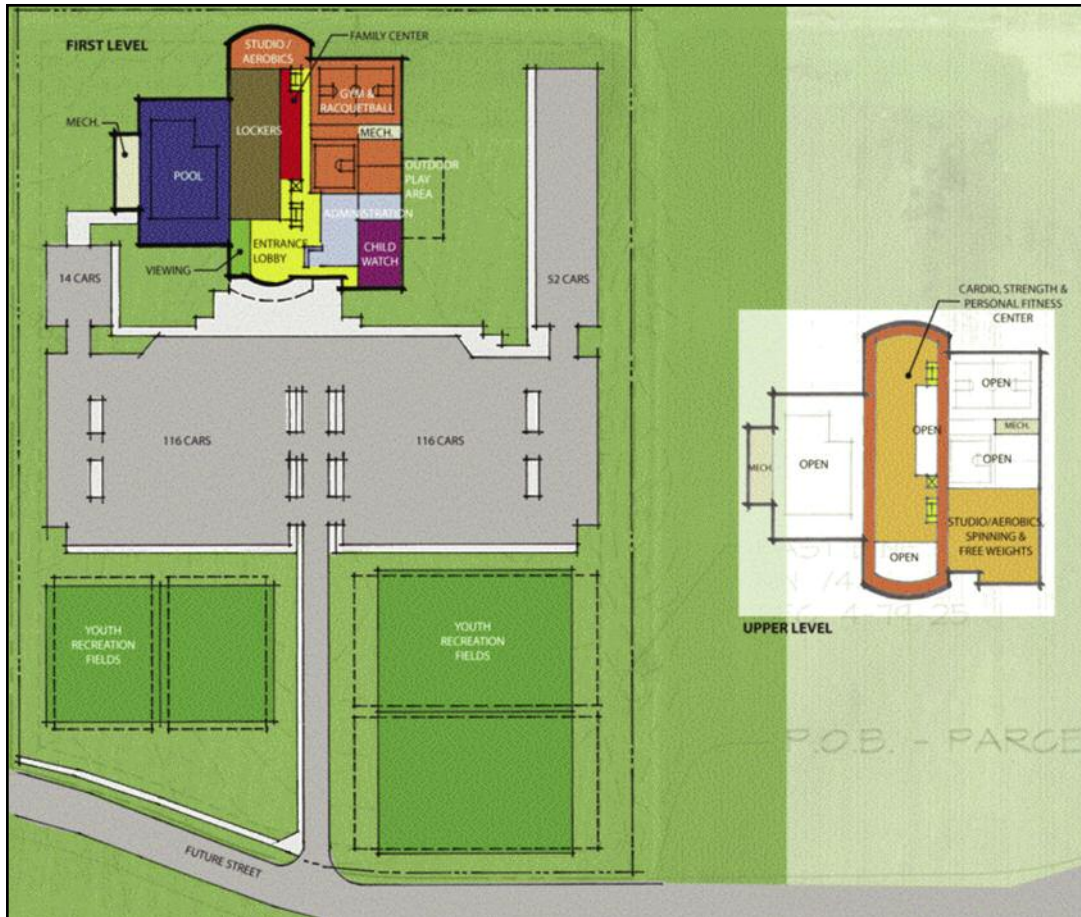 FIRST LEVEL
STUDIO /
AEROBICS
FAMILY CENTER
GYM &
RACQUETBALL
MECH.
LOCKERS
MECH.
POOL
OUTDOOR
PLAY
AREA
ADMINISTRATION
ENTRANCE
LOBBY
CHILD
WATCH
VIEWING
14 CARS
52 CARS
116 CARS
116 CARS
YOUTH
RECREATION
FIELDS
YOUTH
RECREATION
FIELDS
FUTURE STREET
CARDIO, STRENGTH &
PERSONAL FITNESS
CENTER
OPEN
MECH.
OPEN
OPEN
OPEN
MECH.
STUDIO/AEROBICS,
SPINNING &
FREE WEIGHTS
OPEN
UPPER LEVEL
P.O.B. - PARCE